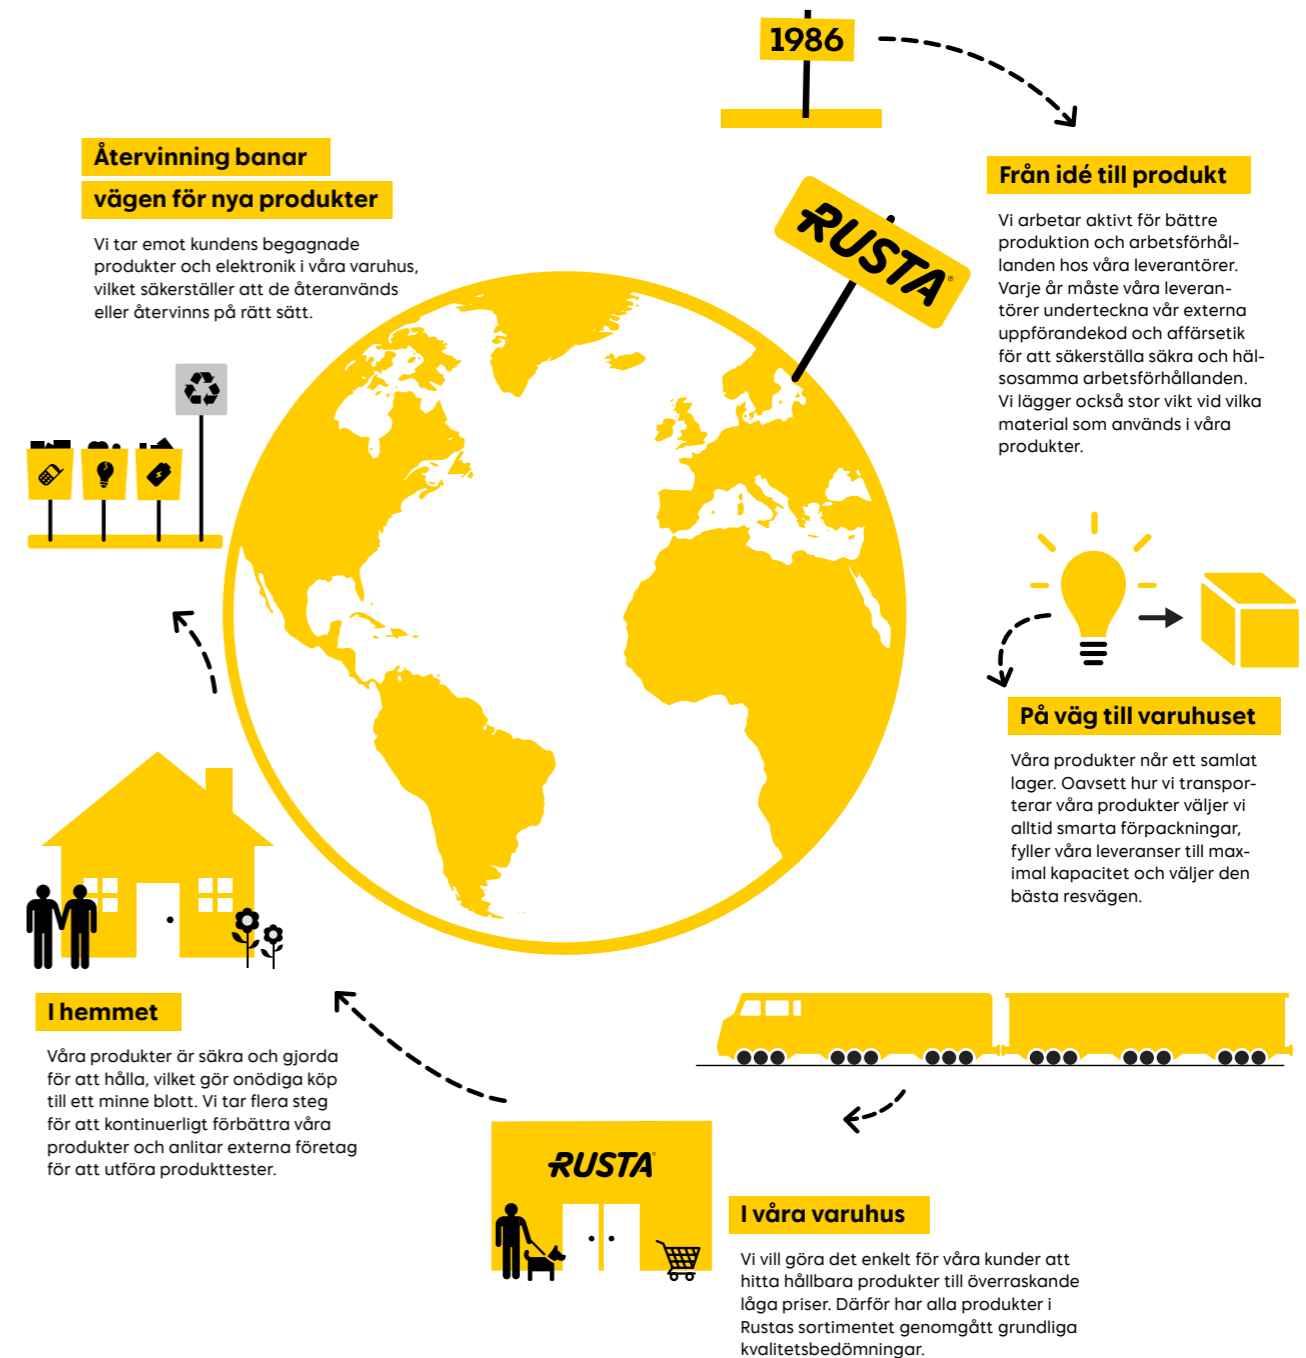 1986
Från idé till produkt
Vi arbetar aktivt för bättre
produktion och arbetsförhål-
landen hos våra leverantörer.
Varje år måste våra leveran-
törer underteckna vår externa
uppförandekod och affärsetik
för att säkerställa säkra och häl-
sosamma arbetsförhållanden.
Vi lägger också stor vikt vid vilka
material som används i våra
produkter.
RUSTA®
På väg till varuhuset
Våra produkter når ett samlat
lager. Oavsett hur vi transpor-
terar våra produkter väljer vi
alltid smarta förpackningar,
fyller våra leveranser till max-
imal kapacitet och väljer den
bästa resvägen.
I våra varuhus
Vi vill göra det enkelt för våra kunder att
hitta hållbara produkter till överraskande
låga priser. Därför har alla produkter i
Rustas sortimentet genomgått grundliga
kvalitetsbedömningar.
RUSTA®
I hemmet
Våra produkter är säkra och gjorda
för att hålla, vilket gör onödiga köp
till ett minne blott. Vi tar flera steg
för att kontinuerligt förbättra våra
produkter och anlitar externa företag
för att utföra produkttester.
Återvinning banar
vägen för nya produkter
Vi tar emot kundens begagnade
produkter och elektronik i våra varuhus,
vilket säkerställer att de återanvänds
eller återvinns på rätt sätt.